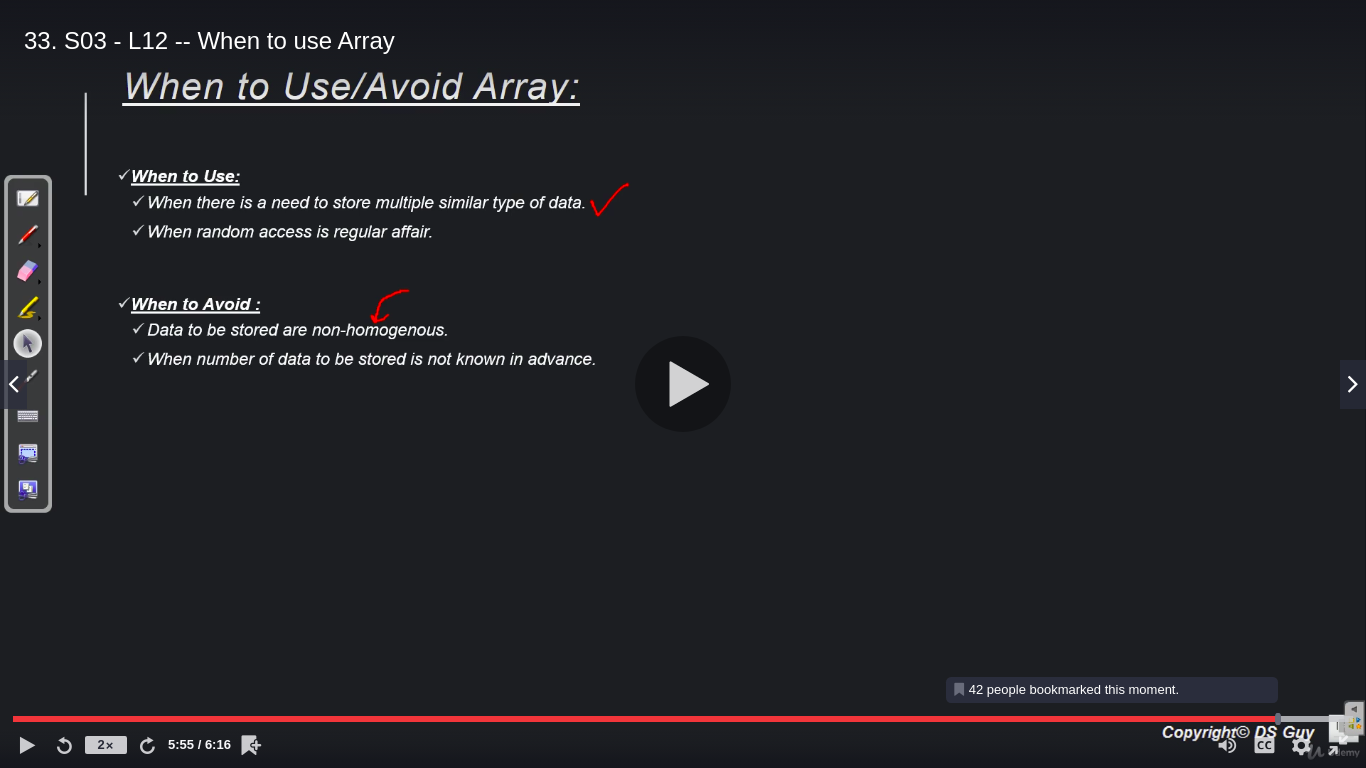 33. S03 - L12 -- When to use Array
When to Use/Avoid Array:
When to Use:
When there is a need to store multiple similar type of data.
When random access is regular affair.
When to Avoid :
Data to be stored are non-homogenous.
When number of data to be stored is not known in advance.
42 people bookmarked this moment.
Copyright© DS Guy
2×
5:55 / 6:16
CC